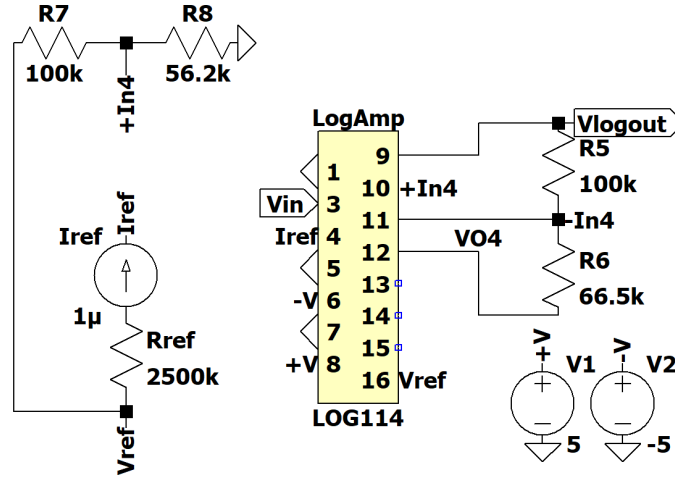 R7
R8
100k
56.2k
+In4
LogAmp
Vlogout
9
R5
1
10
+In4
100k
Vin
3
Iref
Iref
11
-In4
Iref
4
VO4
12
R6
5
13
66.5k
1µ
-V
6
14
Rref
7
15
+V
-V
2500k
+V
8
V1
V2
16
Vref
LOG114
5
-5
Vref